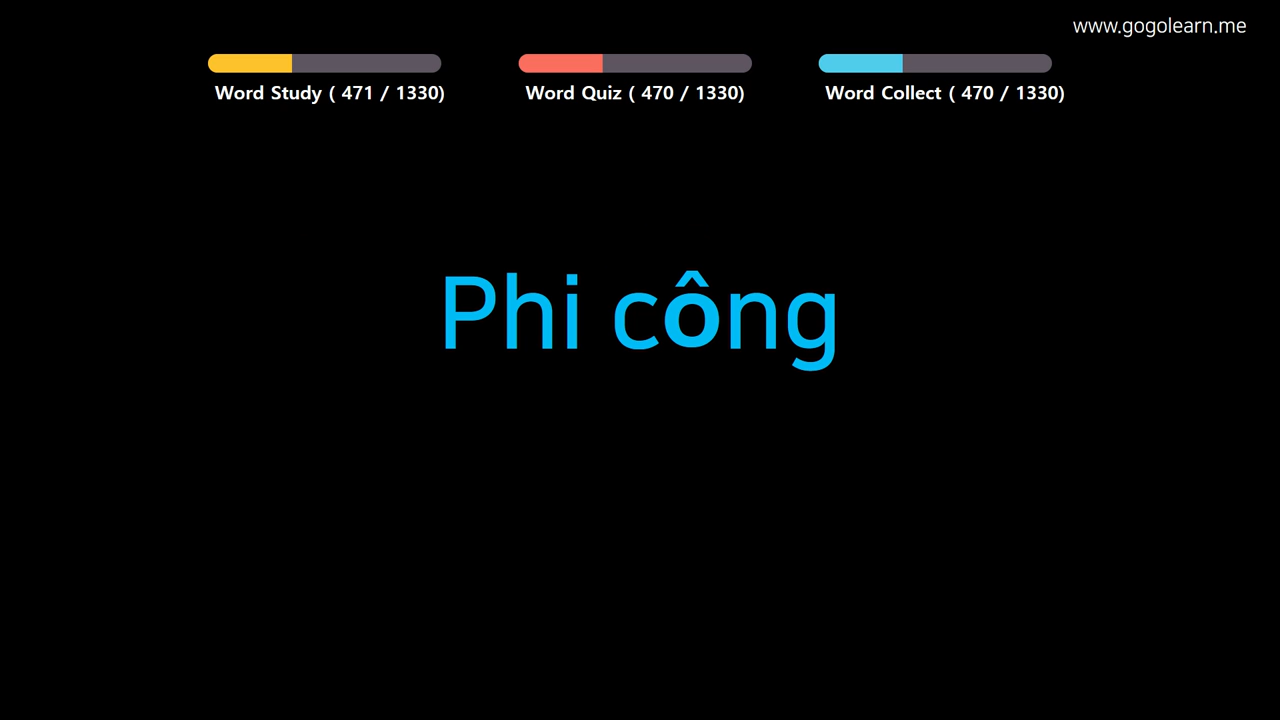 www.gogolearn.me
Word Study ( 471 / 1330)
Word Quiz ( 470 / 1330)
Word Collect ( 470 / 1330)
Phi công